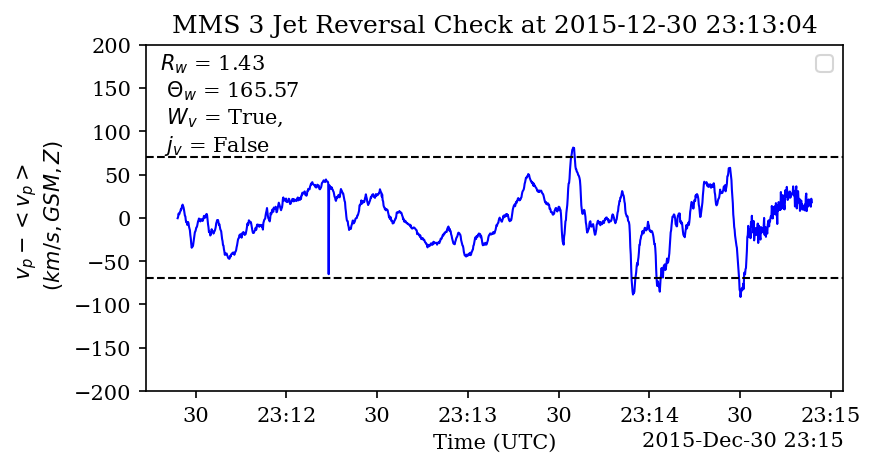 MMS 3 Jet Reversal Check at 2015-12-30 23:13:04
R_w = 1.43
Θ_w = 165.57
W_v = True,
j_v = False
v_p − < v_p >
(km/s, GSM, Z)
200
150
100
50
0
−50
−100
−150
−200
30 23:12 30 23:13 30 23:14 30 23:15
Time (UTC)
2015-Dec-30 23:15